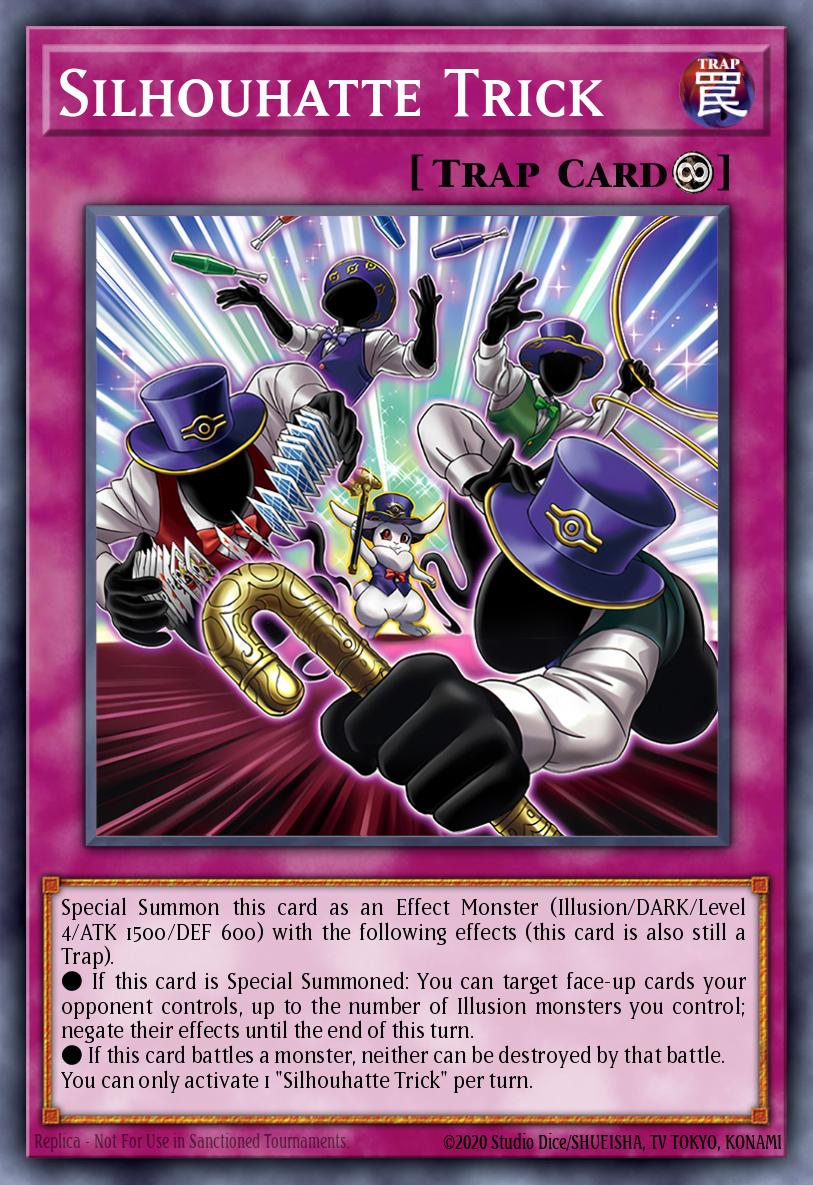 Silhouhatte Trick
TRAP
罠
[Trap Card]
Special Summon this card as an Effect Monster (Illusion/DARK/Level
4/ATK 1500/DEF 600) with the following effects (this card is also still a
Trap).
● If this card is Special Summoned: You can target face-up cards your
opponent controls, up to the number of Illusion monsters you control;
negate their effects until the end of this turn.
● If this card battles a monster, neither can be destroyed by that battle.
You can only activate 1 "Silhouhatte Trick" per turn.
Replica - Not For Use in Sanctioned Tournaments.
©2020 Studio Dice/SHUEISHA, TV TOKYO, KONAMI